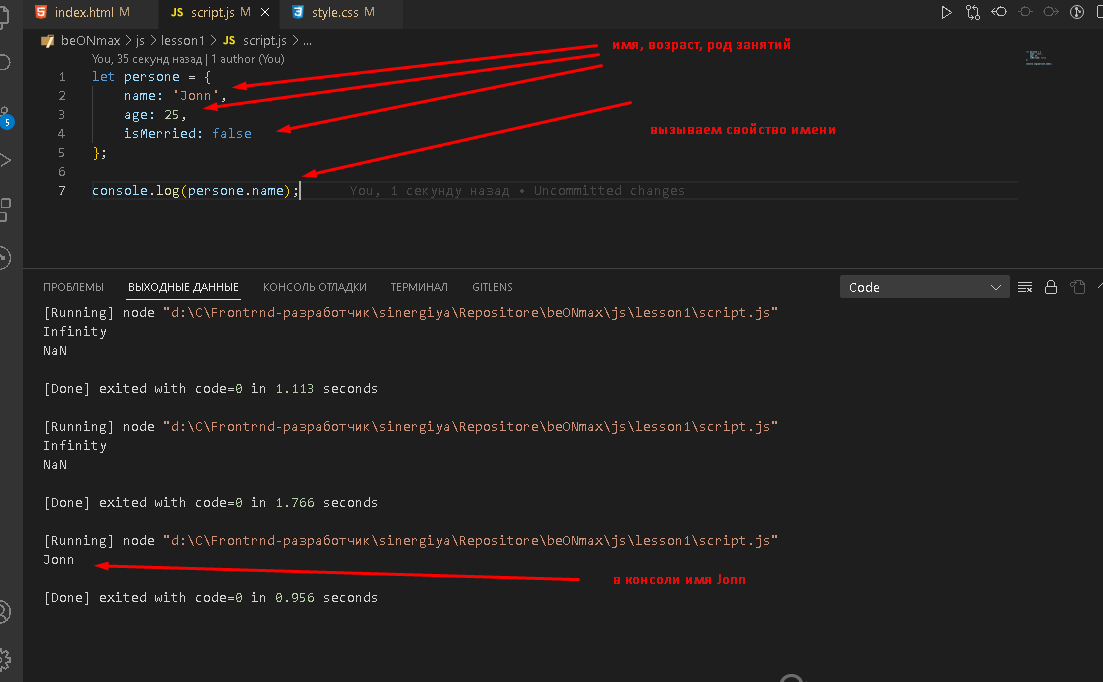 index.html M
JS script.js M
style.css M
beONmax > js > lesson1 > JS script.js > ...
You, 35 секунд назад | 1 author (You)
имя, возраст, род занятий
1 let persone = {
2 name: 'Jonn',
3 age: 25,
4 isMerried: false
вызываем свойство имени
5 };
6
7 console.log(persone.name); You, 1 секунду назад • Uncommitted changes
5
ПРОБЛЕМЫ ВЫХОДНЫЕ ДАННЫЕ КОНСОЛЬ ОТЛАДКИ ТЕРМИНАЛ GITLENS Code
[Running] node "d:\C\Frontrnd-разработчик\sinergiya\Repositore\beONmax\js\lesson1\script.js"
Infinity
NaN
[Done] exited with code=0 in 1.113 seconds
[Running] node "d:\C\Frontrnd-разработчик\sinergiya\Repositore\beONmax\js\lesson1\script.js"
Infinity
NaN
[Done] exited with code=0 in 1.766 seconds
[Running] node "d:\C\Frontrnd-разработчик\sinergiya\Repositore\beONmax\js\lesson1\script.js"
Jonn
в консоли имя Jonn
[Done] exited with code=0 in 0.956 seconds